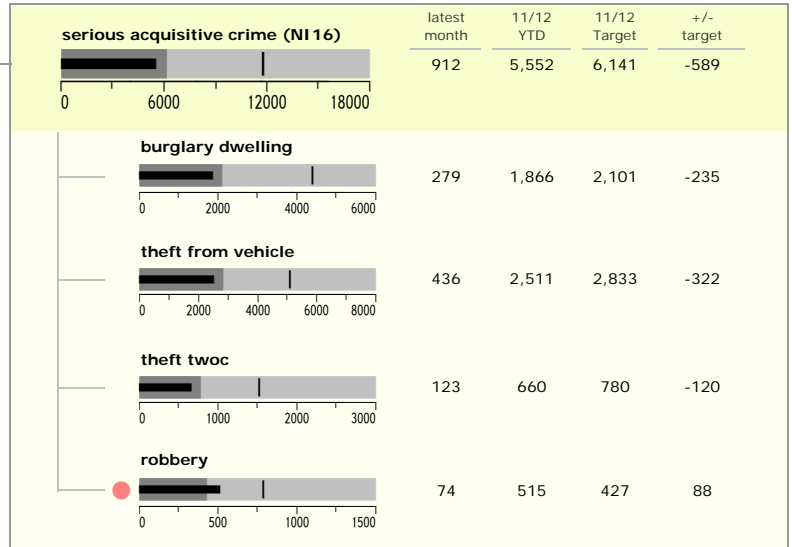 latest 11/12 11/12 +/-
serious acquisitive crime (NI16) month YTD Target target
912 5,552 6,141 -589
0 6000 12000 18000
burglary dwelling
279 1,866 2,101 -235
0 2000 4000 6000
theft from vehicle
436 2,511 2,833 -322
0 2000 4000 6000 8000
theft twoc
123 660 780 -120
0 1000 2000 3000
robbery
74 515 427 88
0 500 1000 1500